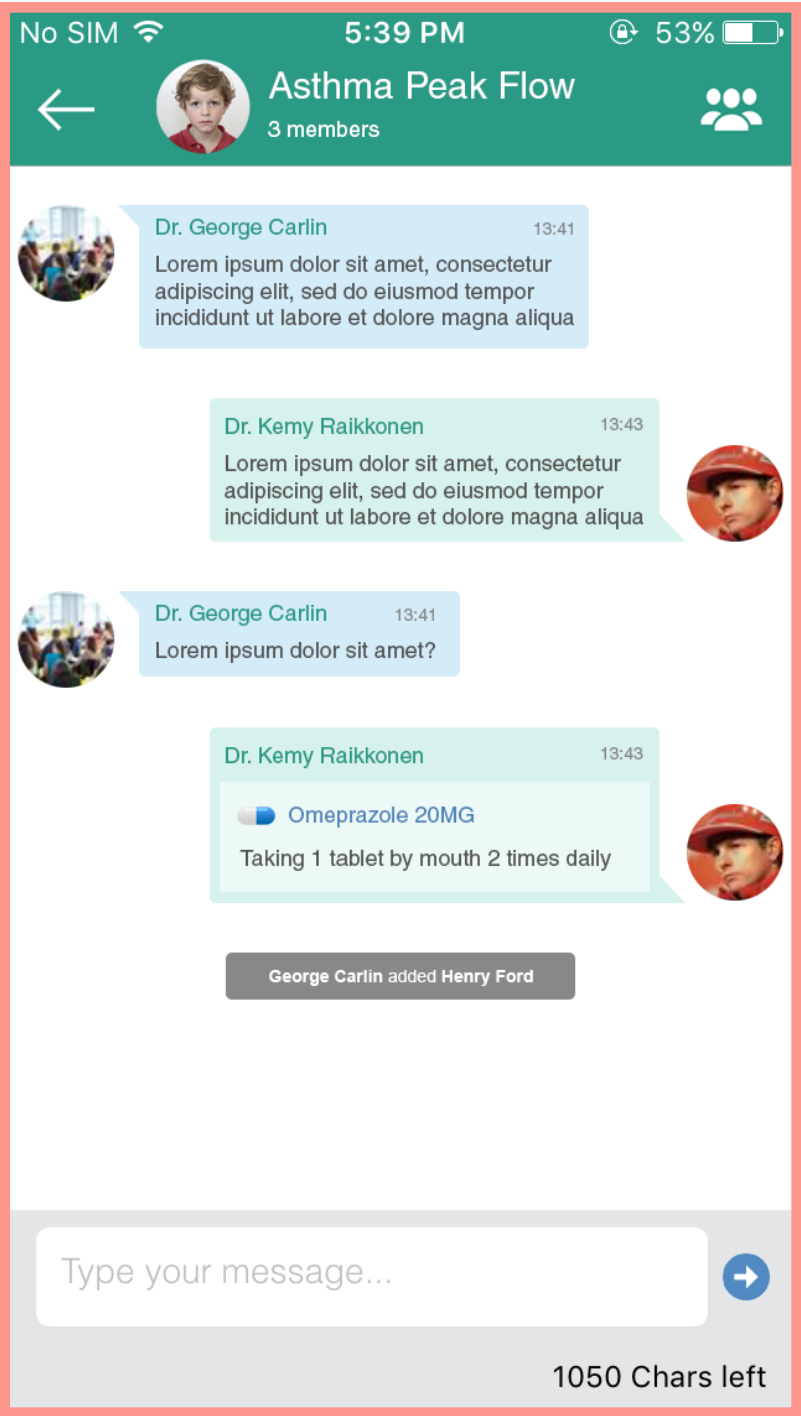 No SIM 5:39 PM 53%
Asthma Peak Flow
3 members
Dr. George Carlin 13:41
Lorem ipsum dolor sit amet, consectetur
adipiscing elit, sed do eiusmod tempor
incididunt ut labore et dolore magna aliqua
Dr. Kemy Raikkonen 13:43
Lorem ipsum dolor sit amet, consectetur
adipiscing elit, sed do eiusmod tempor
incididunt ut labore et dolore magna aliqua
Dr. George Carlin 13:41
Lorem ipsum dolor sit amet?
Dr. Kemy Raikkonen 13:43
Omeprazole 20MG
Taking 1 tablet by mouth 2 times daily
George Carlin added Henry Ford
Type your message...
1050 Chars left